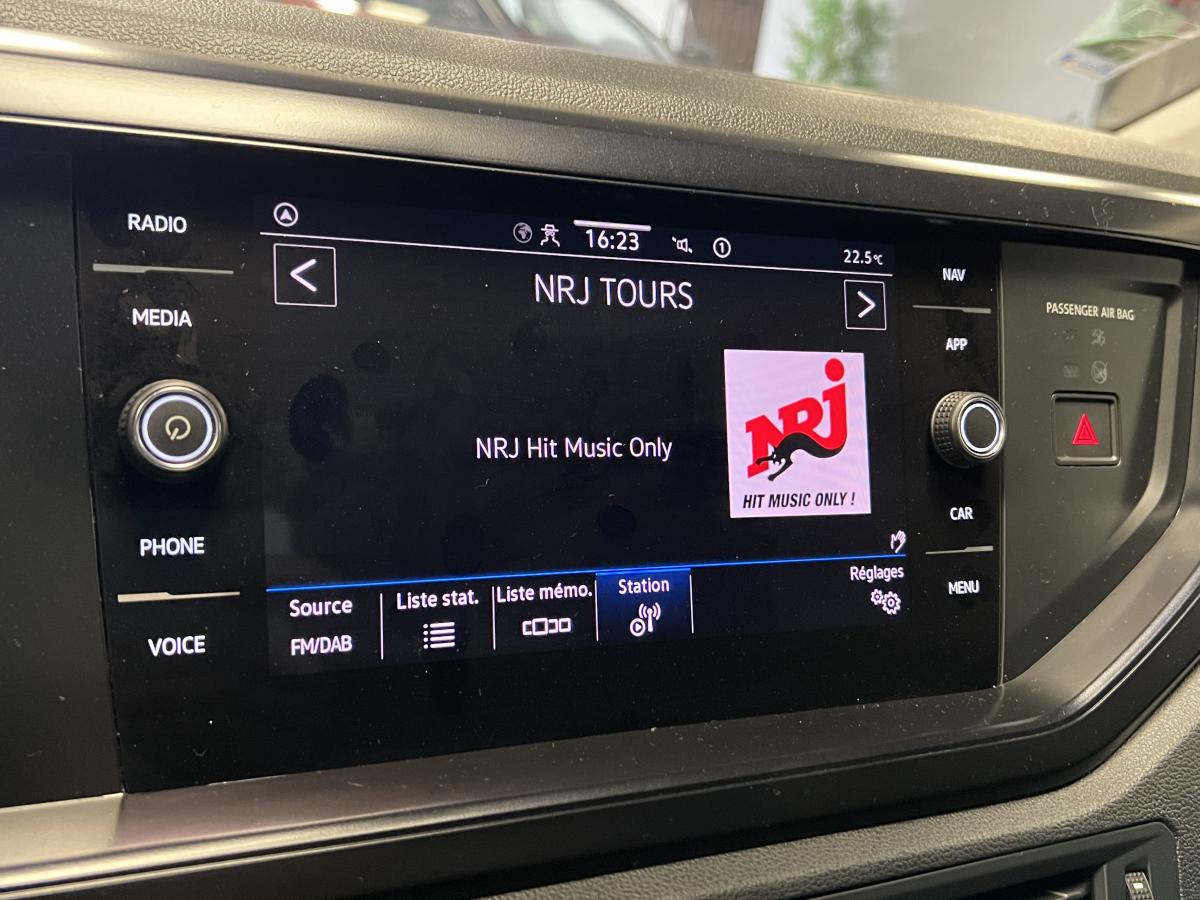 RADIO
MEDIA
PHONE
VOICE
16:23
1
22.5°C
NRJ TOURS
NRJ Hit Music Only
NRJ
HIT MUSIC ONLY !
Source
FM/DAB
Liste stat.
Liste mémo.
Station
Réglages
NAV
APP
CAR
MENU
PASSENGER AIR BAG